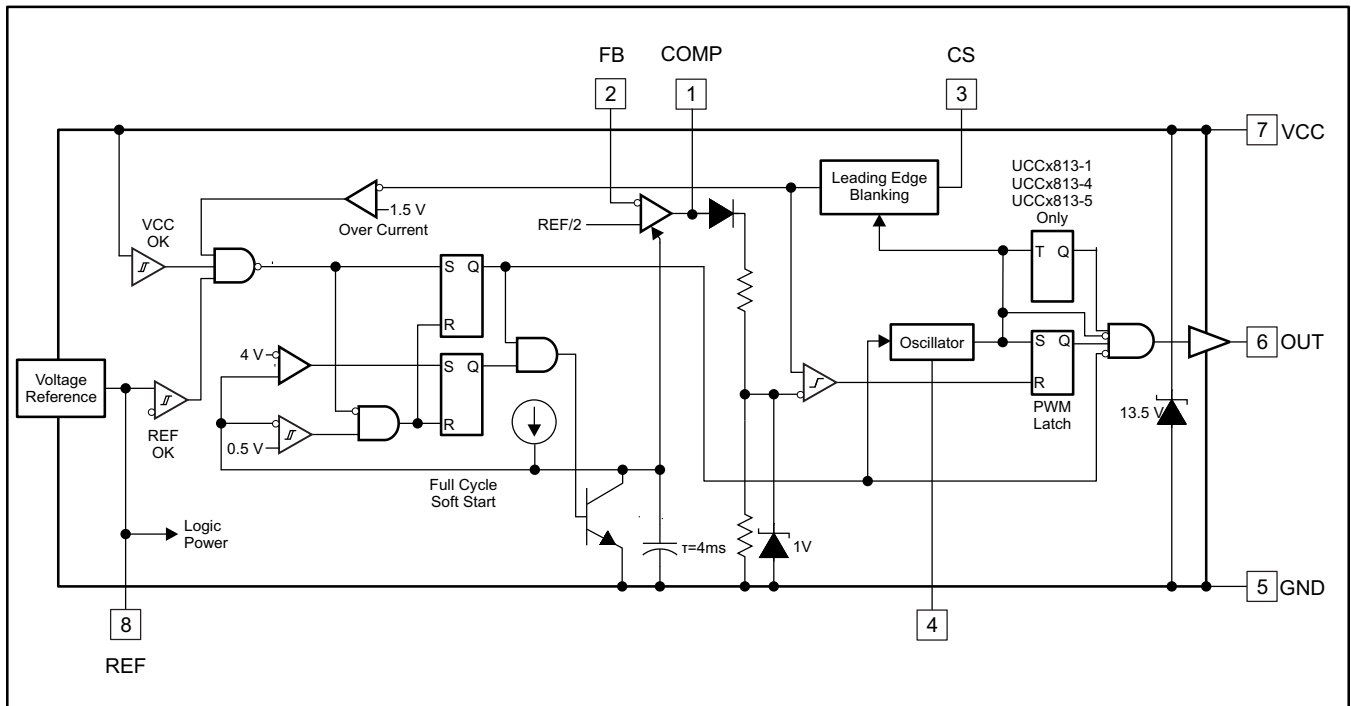 FB
COMP
CS
2
1
3
7
VCC
UCCx813-1
UCCx813-4
UCCx813-5
Only
Leading Edge
Blanking
1.5 V
Over Current
VCC
OK
REF/2
T Q
S Q
R
4 V
S Q
R
Oscillator
S Q
R
PWM
Latch
6
OUT
Voltage
Reference
REF
OK
0.5 V
13.5 V
Full Cycle
Soft Start
Logic
Power
τ=4ms
1V
5
GND
8
REF
4